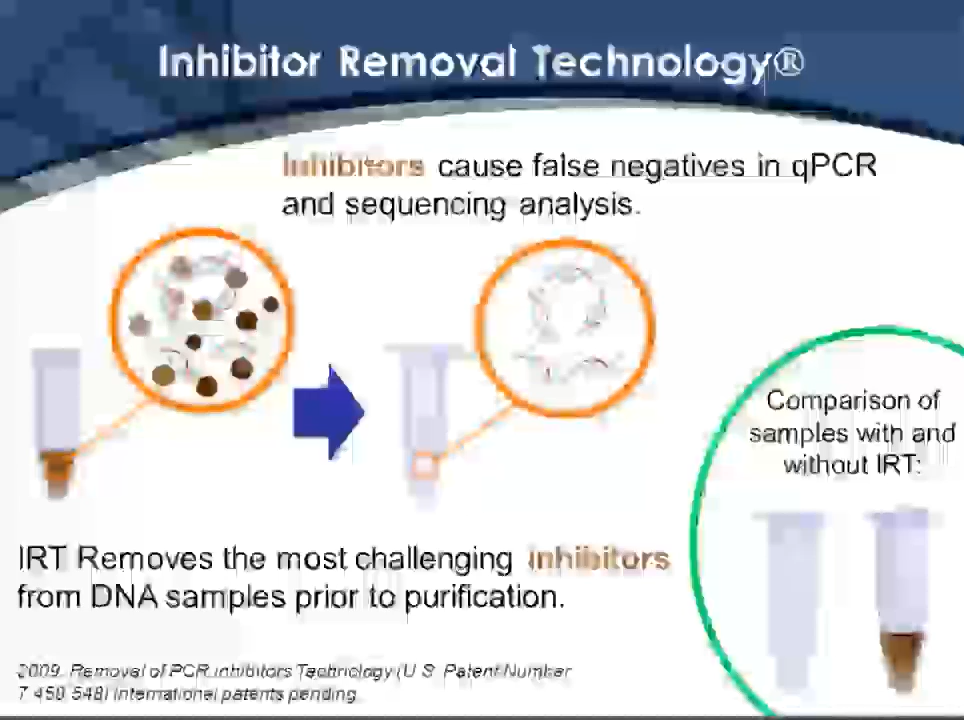 Inhibitor Removal Technology®
Inhibitors cause false negatives in qPCR
and sequencing analysis.
Comparison of
samples with and
without IRT:
IRT Removes the most challenging inhibitors
from DNA samples prior to purification.
2009. Removal of PCR inhibitors Technology (U S Patent Number
7 459 548) International patents pending.